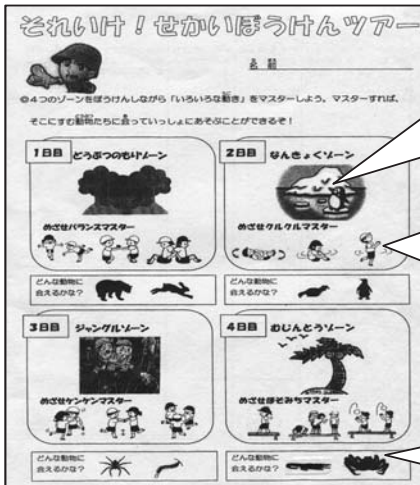 それいけ！せかいぼうけんツアー
名前
なまえ
◎4つのゾーンをぼうけんしながら「いろいろな動き」をマスターしよう。マスターすれば、
そこにすむ動物たちに会っていっしょにあそぶことができるぞ！
1日目 どうぶつのもりゾーン
めざせバランスマスター
どんな動物に
会えるかな？
2日目 なんきょくゾーン
めざせクルクルマスター
どんな動物に
会えるかな？
3日目 ジャングルゾーン
めざせケンケンマスター
どんな動物に
会えるかな？
4日目 むじんとうゾーン
めざせほそみちマスター
どんな動物に
会えるかな？